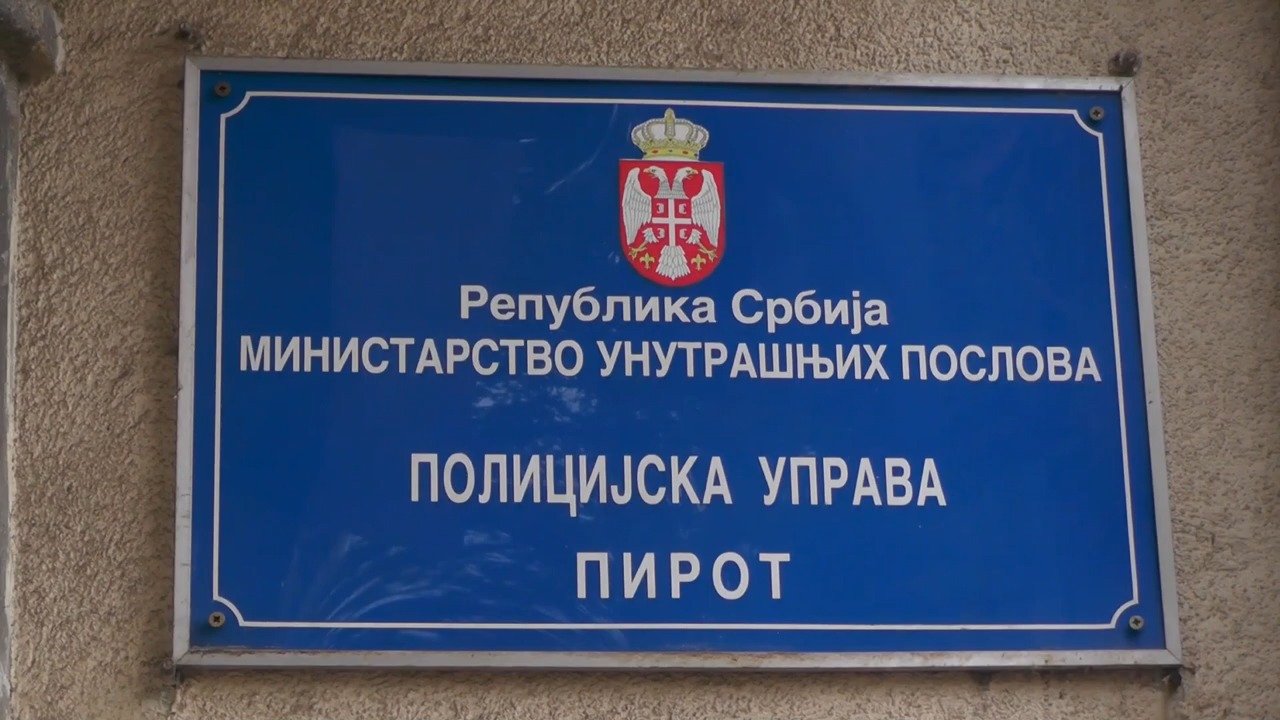 Република Србија
МИНИСТАРСТВО УНУТРАШЊИХ ПОСЛОВА
ПОЛИЦИЈСКА УПРАВА
ПИРОТ